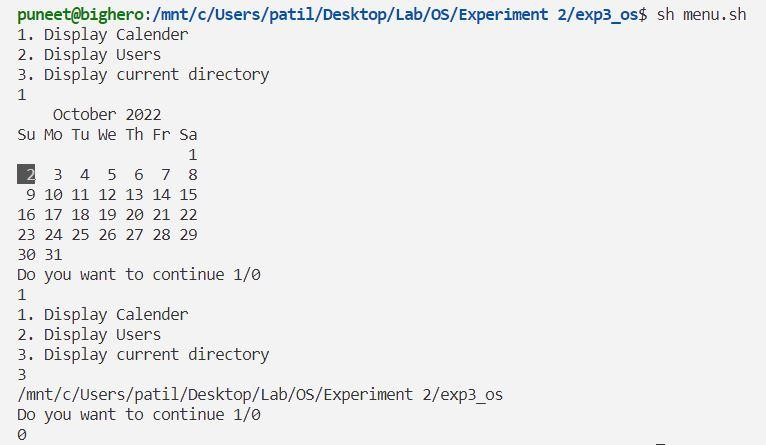 puneet@bighero:/mnt/c/Users/patil/Desktop/Lab/OS/Experiment 2/exp3_os$ sh menu.sh
1. Display Calender
2. Display Users
3. Display current directory
1
    October 2022
Su Mo Tu We Th Fr Sa
                   1
 2  3  4  5  6  7  8
 9 10 11 12 13 14 15
16 17 18 19 20 21 22
23 24 25 26 27 28 29
30 31
Do you want to continue 1/0
1
1. Display Calender
2. Display Users
3. Display current directory
3
/mnt/c/Users/patil/Desktop/Lab/OS/Experiment 2/exp3_os
Do you want to continue 1/0
0